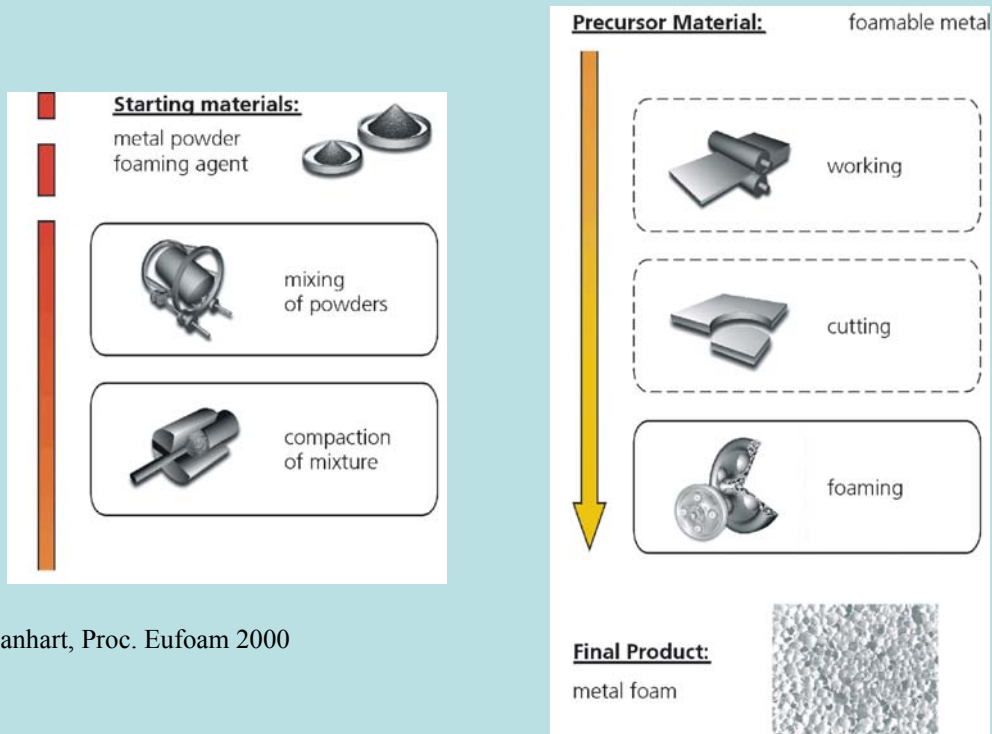 Starting materials:
metal powder
foaming agent
mixing
of powders
compaction
of mixture
anhart, Proc. Eufoam 2000
Precursor Material: foamable metal
working
cutting
foaming
Final Product:
metal foam